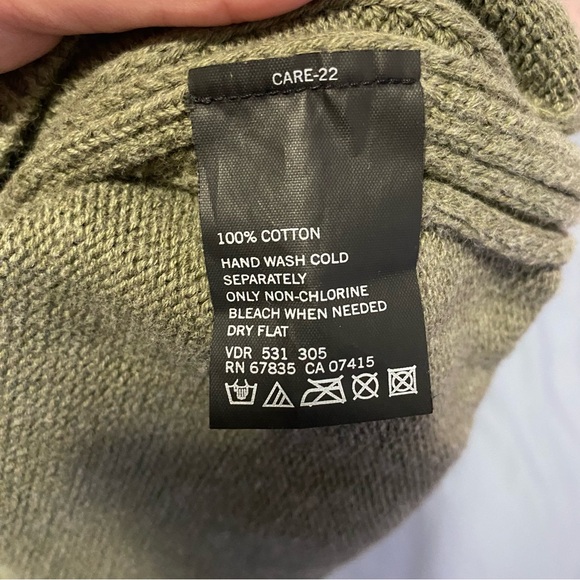 CARE-22
100% COTTON
HAND WASH COLD
SEPARATELY
ONLY NON-CHLORINE
BLEACH WHEN NEEDED
DRY FLAT
VDR 531 305
RN 67835 CA 07415